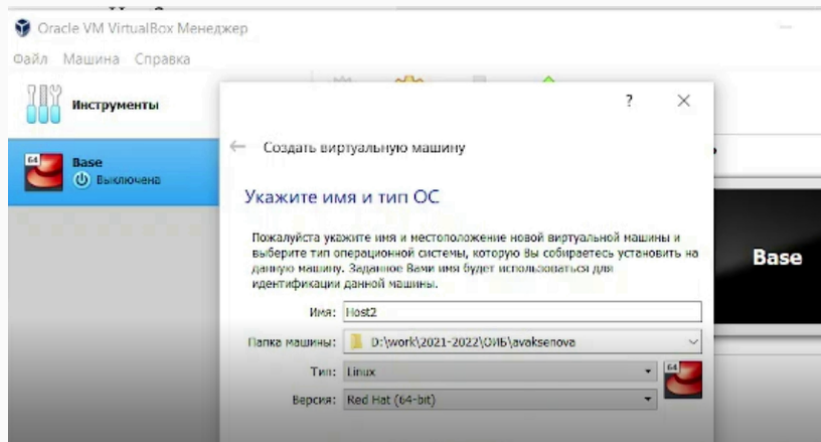 Oracle VM VirtualBox Менеджер
Файл Машина Справка
Инструменты
?
Создать виртуальную машину
64
Base
Выключена
Укажите имя и тип ОС
Пожалуйста укажите имя и местоположение новой виртуальной машины и
выберите тип операционной системы, которую Вы собираетесь установить на
данную машину. Заданное Вами имя будет использоваться для
идентификации данной машины.
Base
Имя: Host2
Папка машины: D:\work\2021-2022\ОИБ\avaksenova
Тип: Linux
64
Версия: Red Hat (64-bit)